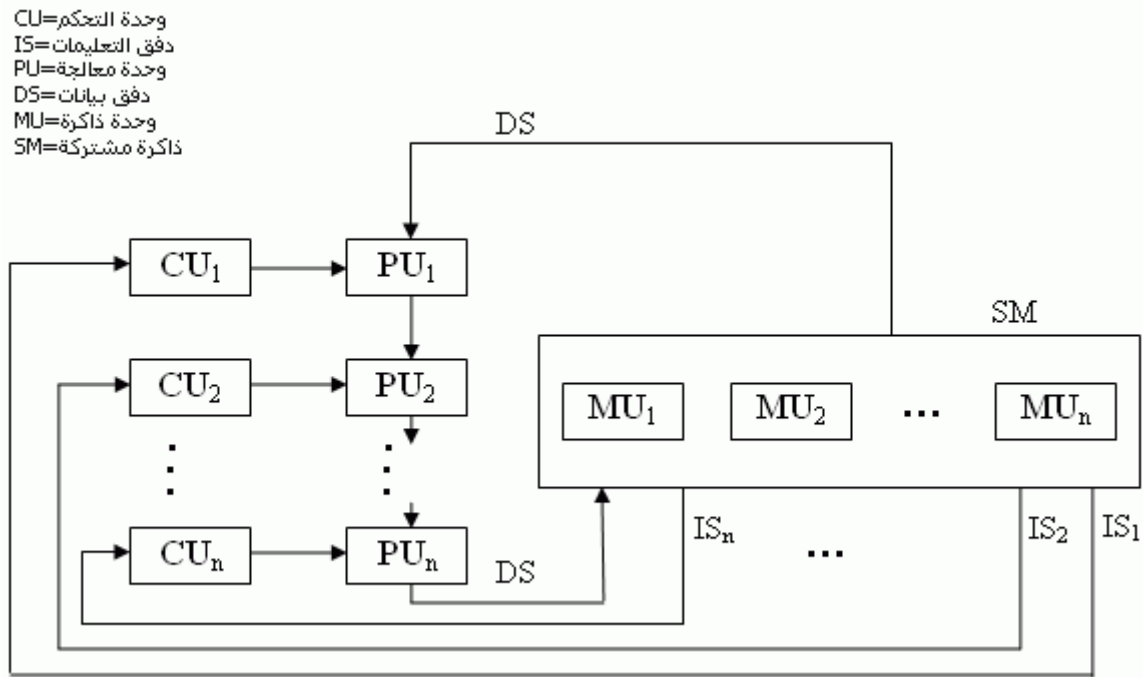 CU=وحدة التحكم
IS=دفق التعليمات
PU=وحدة معالجة
DS=دفق بيانات
MU=وحدة ذاكرة
SM=ذاكرة مشتركة
DS
CU₁ PU₁
SM
CU₂ PU₂
MU₁ MU₂ ... MUₙ
CUₙ PUₙ
DS
ISₙ ... IS₂ IS₁